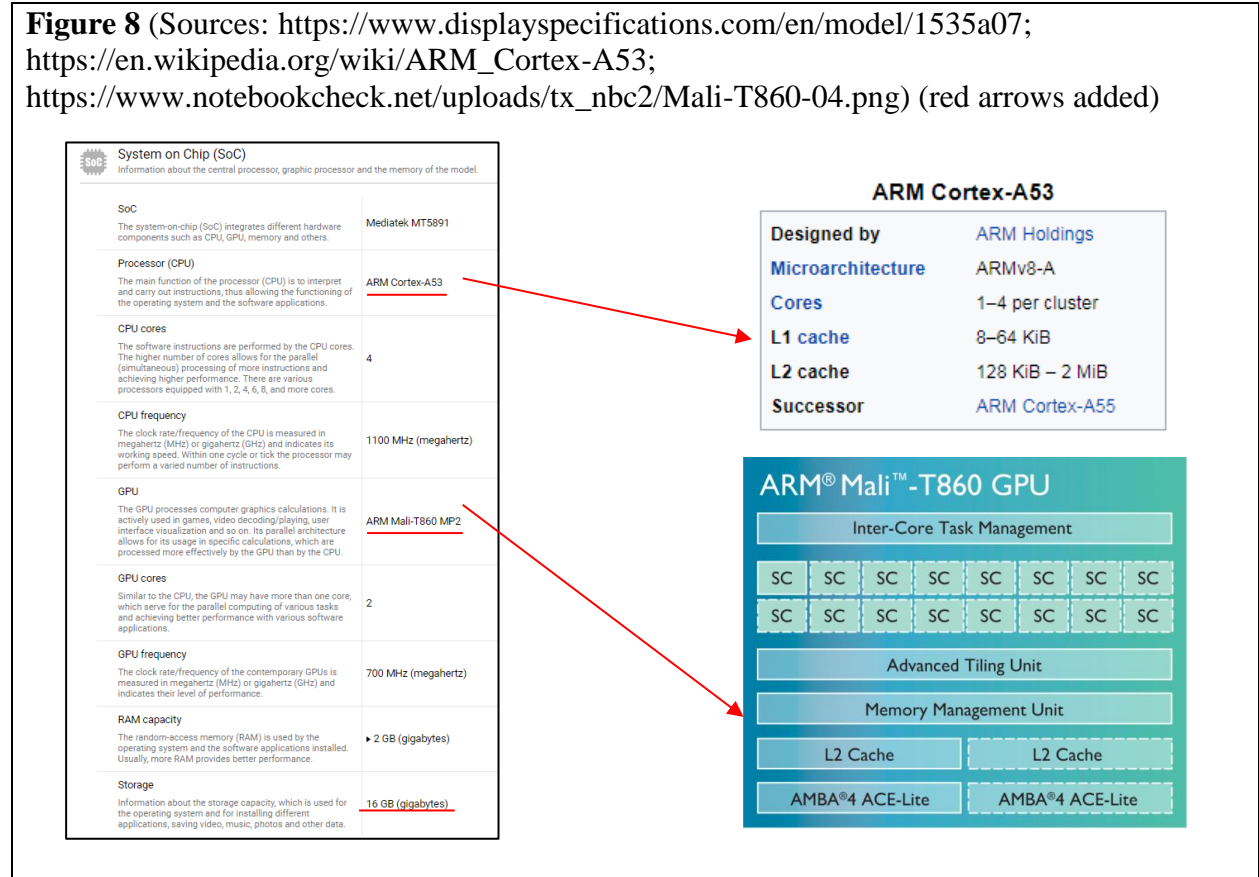 Figure 8 (Sources: https://www.displayspecifications.com/en/model/1535a07;
https://en.wikipedia.org/wiki/ARM_Cortex-A53;
https://www.notebookcheck.net/uploads/tx_nbc2/Mali-T860-04.png) (red arrows added)
SoC
System on Chip (SoC)
Information about the central processor, graphic processor and the memory of the model.
SoC
The system-on-chip (SoC) integrates different hardware
components such as CPU, GPU, memory and others.
Mediatek MT5891
Processor (CPU)
The main function of the processor (CPU) is to interpret
and carry out instructions, thus allowing the functioning of
the operating system and the software applications.
ARM Cortex-A53
CPU cores
The software instructions are performed by the CPU cores.
The higher number of cores allows for the parallel
(simultaneous) processing of more instructions and
achieving higher performance. There are various
processors equipped with 1, 2, 4, 6, 8, and more cores.
4
CPU frequency
The clock rate/frequency of the CPU is measured in
megahertz (MHz) or gigahertz (GHz) and indicates its
working speed. Within one cycle or tick the processor may
perform a varied number of instructions.
1100 MHz (megahertz)
GPU
The GPU processes computer graphics calculations. It is
actively used in games, video decoding/playing, user
interface visualization and so on. Its parallel architecture
allows for its usage in specific calculations, which are
processed more effectively by the GPU than by the CPU.
ARM Mali-T860 MP2
GPU cores
Similar to the CPU, the GPU may have more than one core,
which serve for the parallel computing of various tasks
and achieving better performance with various software
applications.
2
GPU frequency
The clock rate/frequency of the contemporary GPUs is
measured in megahertz (MHz) or gigahertz (GHz) and
indicates their level of performance.
700 MHz (megahertz)
RAM capacity
The random-access memory (RAM) is used by the
operating system and the software applications installed.
Usually, more RAM provides better performance.
▸ 2 GB (gigabytes)
Storage
Information about the storage capacity, which is used for
the operating system and for installing different
applications, saving video, music, photos and other data.
16 GB (gigabytes)
ARM Cortex-A53
Designed by ARM Holdings
Microarchitecture ARMv8-A
Cores 1–4 per cluster
L1 cache 8–64 KiB
L2 cache 128 KiB – 2 MiB
Successor ARM Cortex-A55
ARM® Mali™-T860 GPU
Inter-Core Task Management
SC SC SC SC SC SC SC SC
SC SC SC SC SC SC SC SC
Advanced Tiling Unit
Memory Management Unit
L2 Cache L2 Cache
AMBA®4 ACE-Lite AMBA®4 ACE-Lite